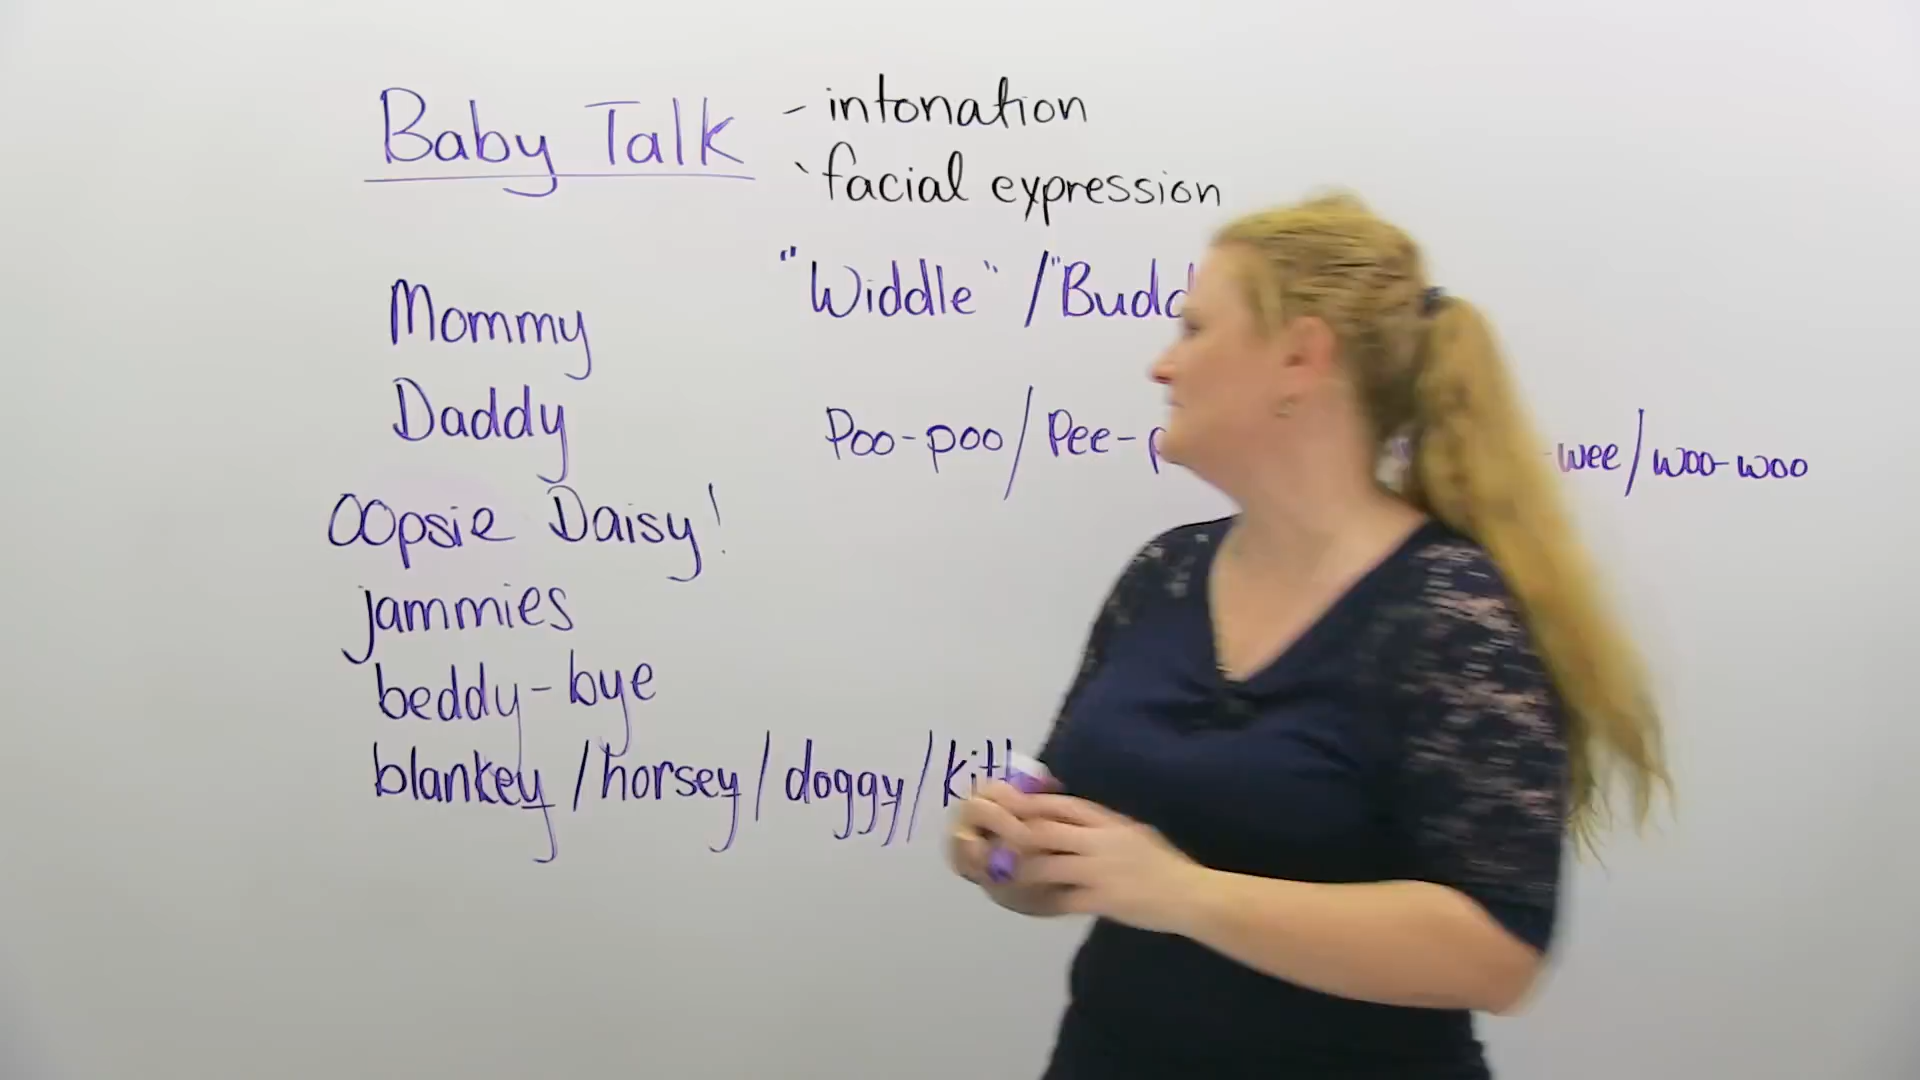 Baby Talk
- intonation
- facial expression
"Widdle" / "Budd
Mommy
Daddy
Poo-poo / Pee-p
-wee / woo-woo
Oopsie Daisy!
jammies
beddy-bye
blankey / horsey / doggy / kitt